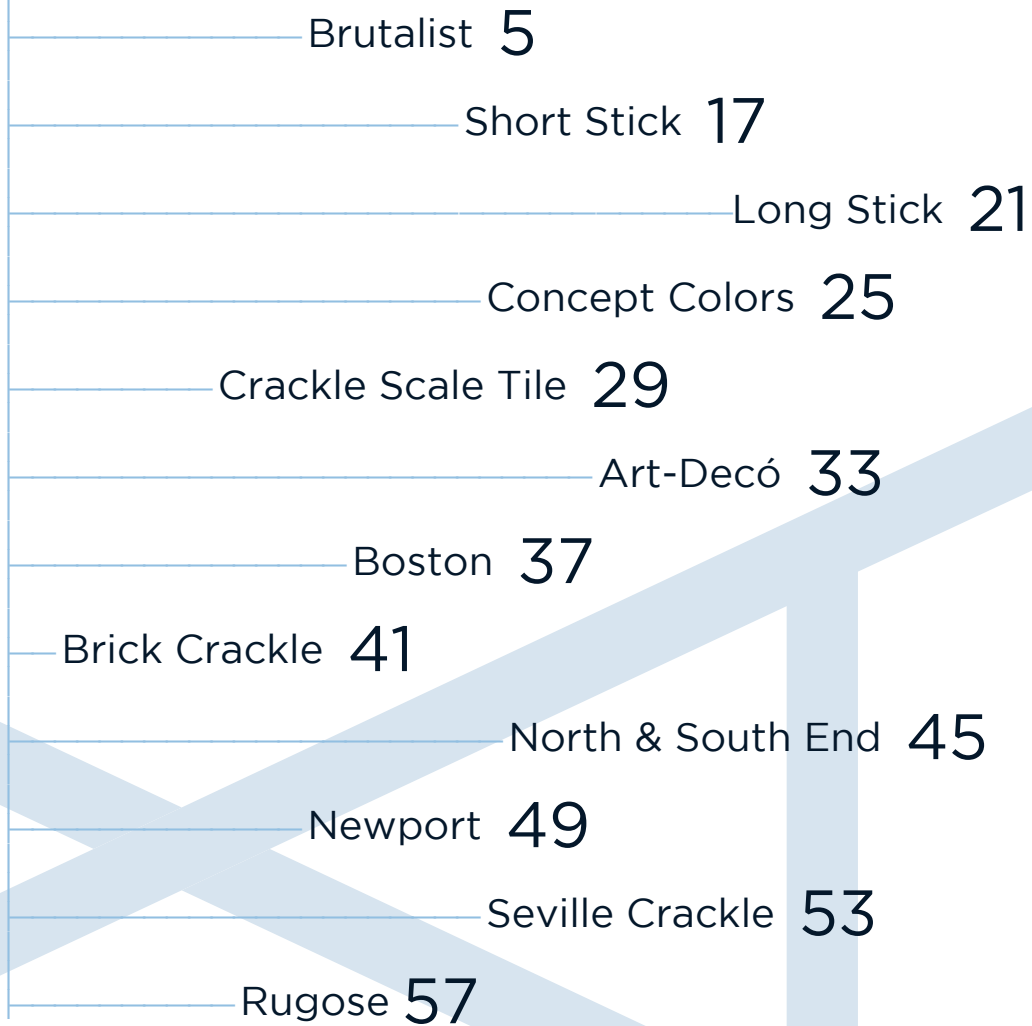 Brutalist 5
Short Stick 17
Long Stick 21
Concept Colors 25
Crackle Scale Tile 29
Art-Decó 33
Boston 37
Brick Crackle 41
North & South End 45
Newport 49
Seville Crackle 53
Rugose 57